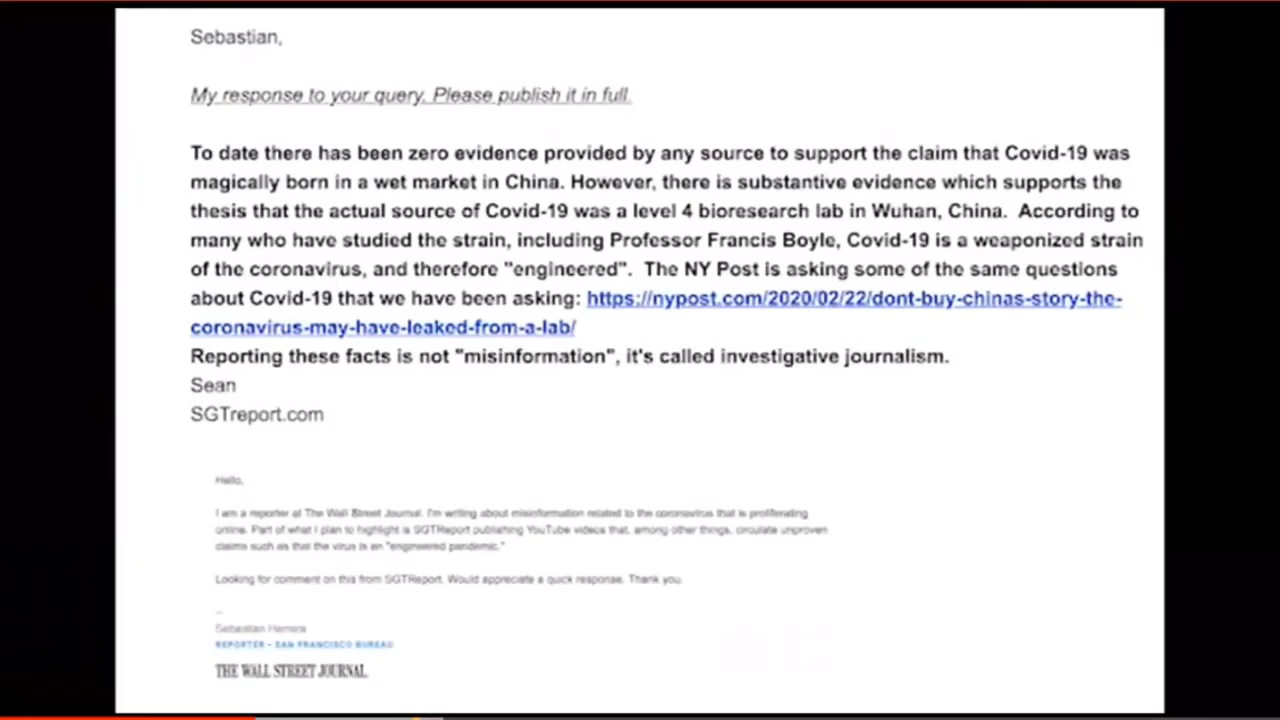 Sebastian,
My response to your query. Please publish it in full.
To date there has been zero evidence provided by any source to support the claim that Covid-19 was
magically born in a wet market in China. However, there is substantive evidence which supports the
thesis that the actual source of Covid-19 was a level 4 bioresearch lab in Wuhan, China. According to
many who have studied the strain, including Professor Francis Boyle, Covid-19 is a weaponized strain
of the coronavirus, and therefore "engineered". The NY Post is asking some of the same questions
about Covid-19 that we have been asking: https://nypost.com/2020/02/22/dont-buy-chinas-story-the-
coronavirus-may-have-leaked-from-a-lab/
Reporting these facts is not "misinformation", it's called investigative journalism.
Sean
SGTreport.com
Hello,
I am a reporter at The Wall Street Journal. I'm writing about misinformation related to the coronavirus that is proliferating
online. Part of what I plan to highlight is SGTReport publishing YouTube videos that, among other things, circulate unproven
claims such as that the virus is an "engineered pandemic."
Looking for comment on this from SGTReport. Would appreciate a quick response. Thank you.
--
Sebastian Herrera
REPORTER - SAN FRANCISCO BUREAU
THE WALL STREET JOURNAL